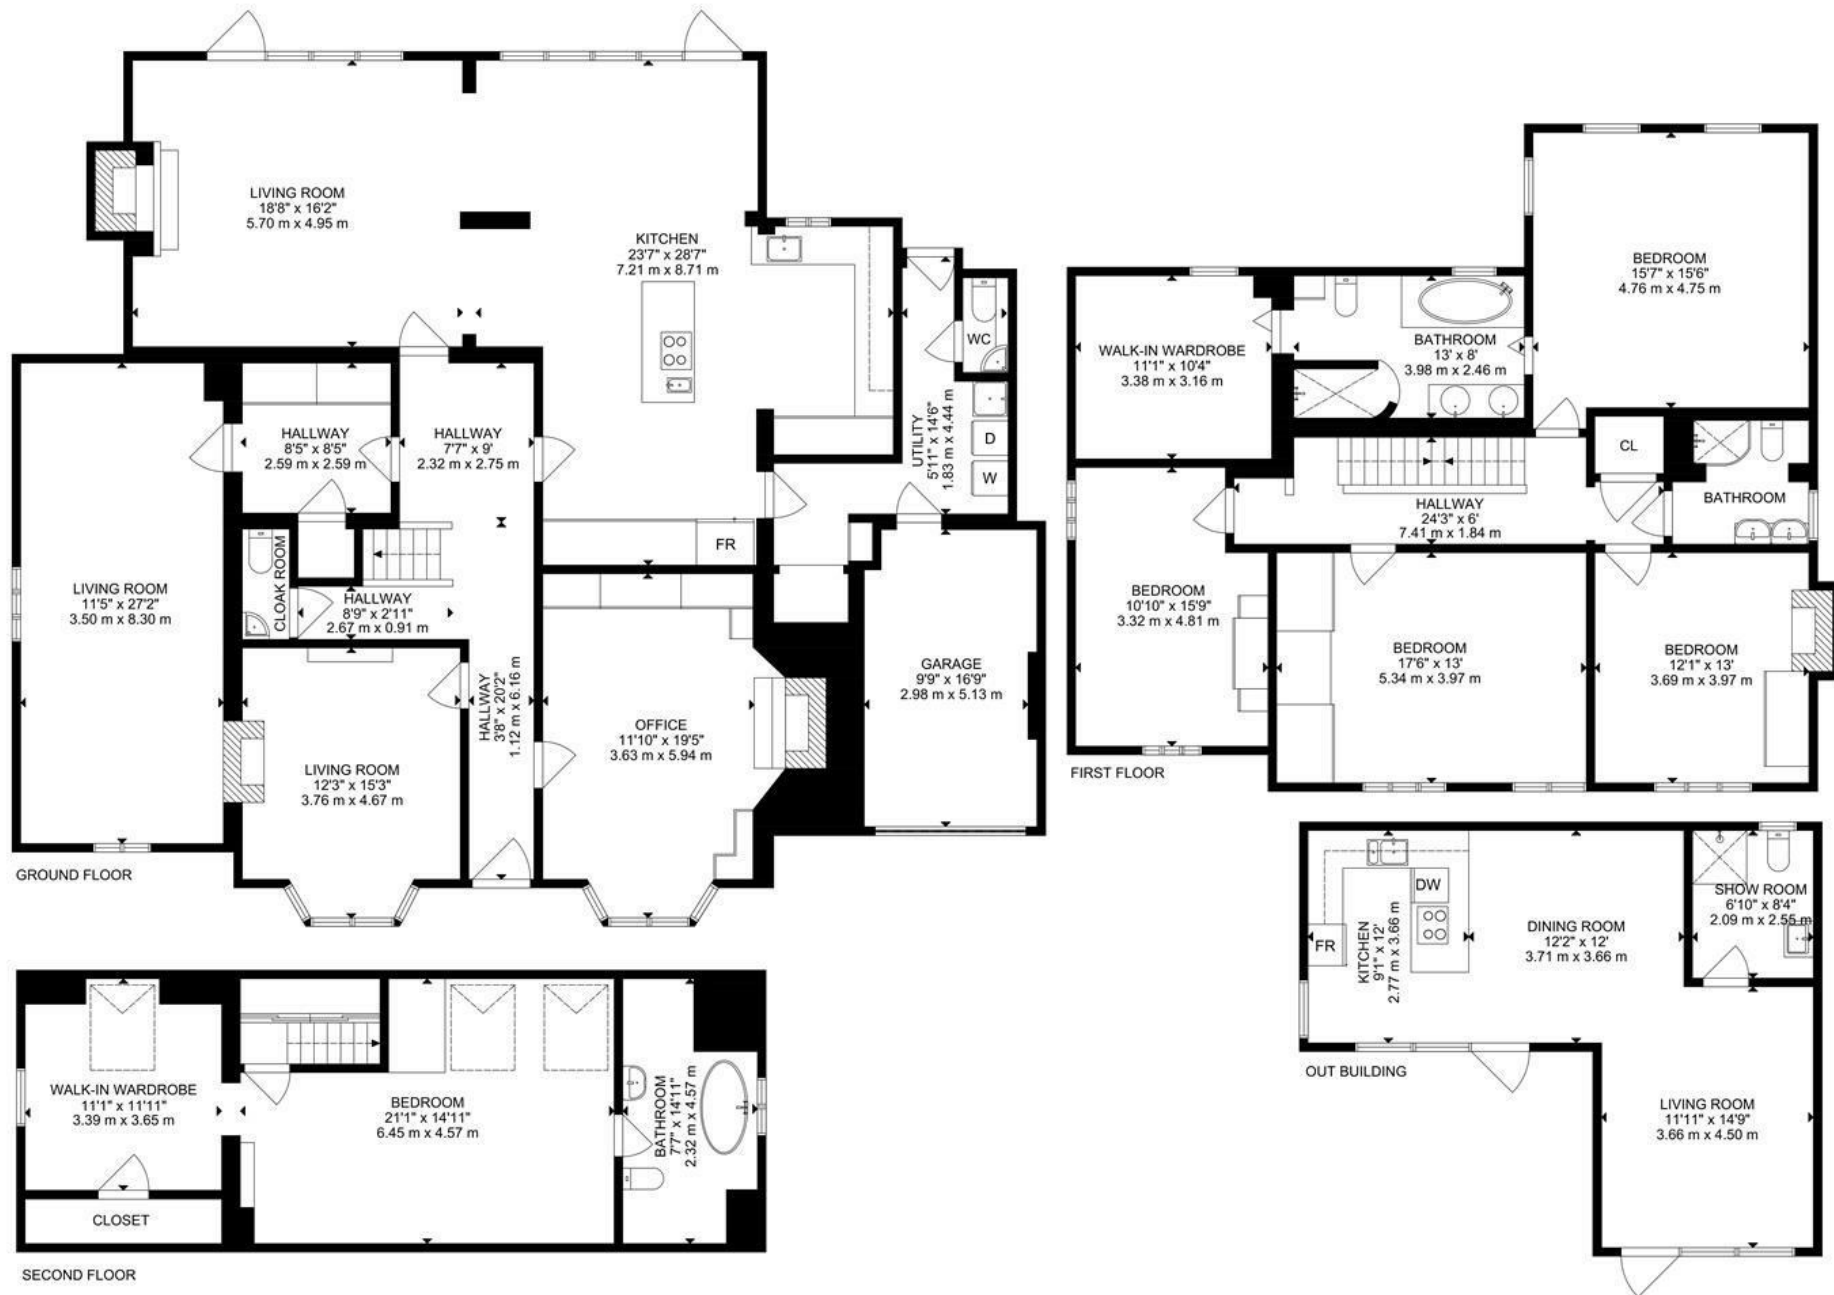 LIVING ROOM
18'8" x 16'2"
5.70 m x 4.95 m
KITCHEN
23'7" x 28'7"
7.21 m x 8.71 m
WC
UTILITY
5'11" x 14'6"
1.83 m x 4.44 m
D
W
HALLWAY
8'5" x 8'5"
2.59 m x 2.59 m
HALLWAY
7'7" x 9'
2.32 m x 2.75 m
FR
LIVING ROOM
11'5" x 27'2"
3.50 m x 8.30 m
CLOAK ROOM
HALLWAY
8'9" x 2'11"
2.67 m x 0.91 m
HALLWAY
3'8" x 20'2"
1.12 m x 6.16 m
LIVING ROOM
12'3" x 15'3"
3.76 m x 4.67 m
OFFICE
11'10" x 19'5"
3.63 m x 5.94 m
GARAGE
9'9" x 16'9"
2.98 m x 5.13 m
GROUND FLOOR
BEDROOM
15'7" x 15'6"
4.76 m x 4.75 m
WALK-IN WARDROBE
11'1" x 10'4"
3.38 m x 3.16 m
BATHROOM
13' x 8'
3.98 m x 2.46 m
CL
BATHROOM
HALLWAY
24'3" x 6'
7.41 m x 1.84 m
BEDROOM
10'10" x 15'9"
3.32 m x 4.81 m
BEDROOM
17'6" x 13'
5.34 m x 3.97 m
BEDROOM
12'1" x 13'
3.69 m x 3.97 m
FIRST FLOOR
WALK-IN WARDROBE
11'1" x 11'11"
3.39 m x 3.65 m
BEDROOM
21'1" x 14'11"
6.45 m x 4.57 m
BATHROOM
7'7" x 14'11"
2.32 m x 4.57 m
CLOSET
SECOND FLOOR
DW
FR
KITCHEN
9'1" x 12'
2.77 m x 3.66 m
DINING ROOM
12'2" x 12'
3.71 m x 3.66 m
SHOW ROOM
6'10" x 8'4"
2.09 m x 2.55 m
OUT BUILDING
LIVING ROOM
11'11" x 14'9"
3.66 m x 4.50 m